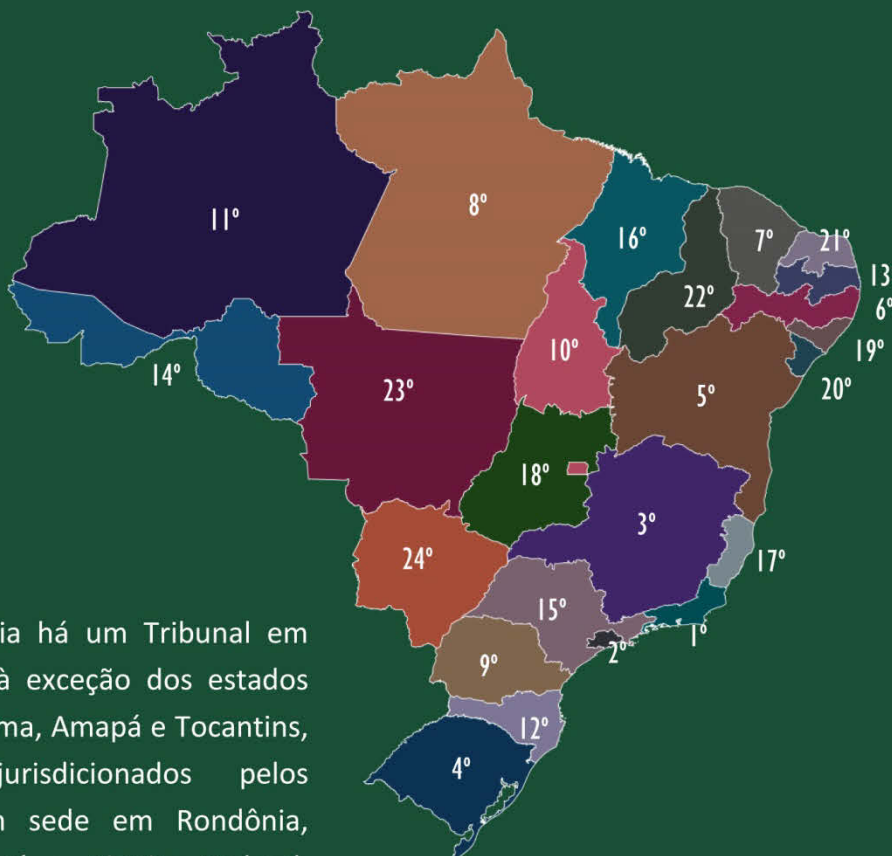 11º
8º
16º
7º
21º
13
6º
22º
19º
20º
14º
23º
10º
5º
18º
3º
17º
24º
15º
2º
1º
9º
12º
4º
há um Tribunal em
à exceção dos estados
Amapá e Tocantins,
jurisdicionados pelos
sede em Rondônia,